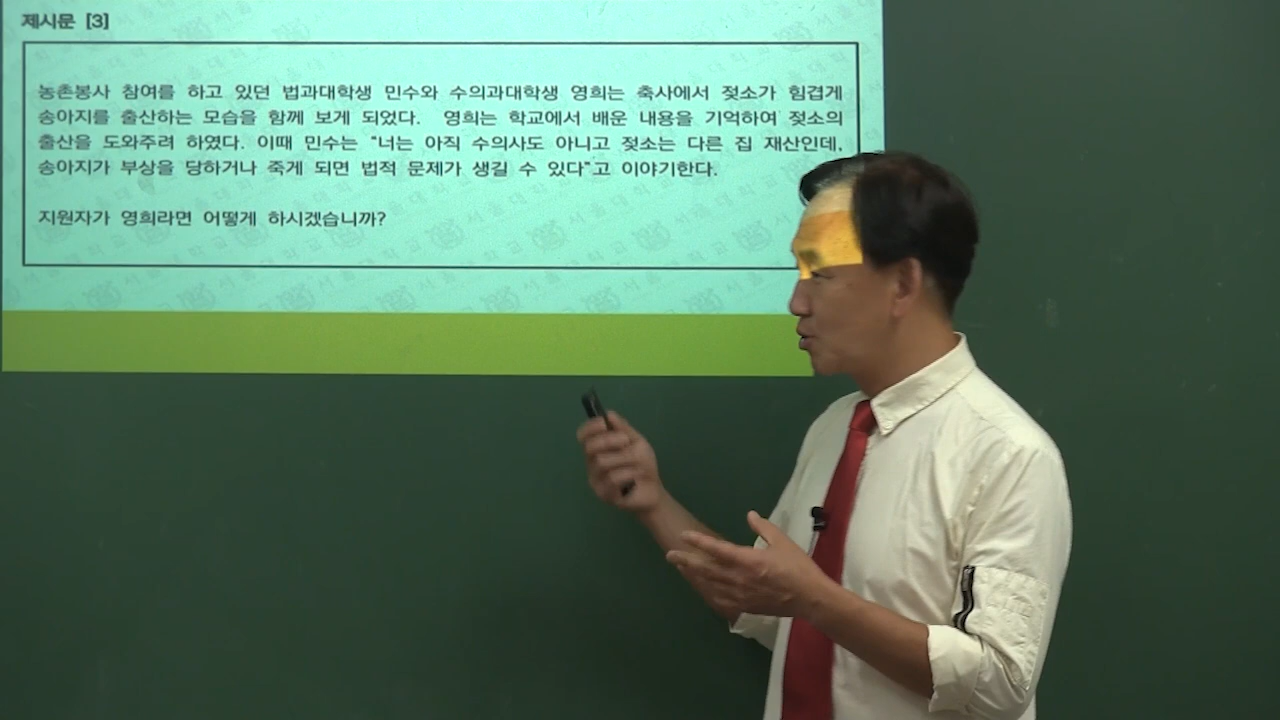 제시문 [3]
농촌봉사 참여를 하고 있던 법과대학생 민수와 수의과대학생 영희는 축사에서 젖소가 힘겹게
송아지를 출산하는 모습을 함께 보게 되었다. 영희는 학교에서 배운 내용을 기억하여 젖소의
출산을 도와주려 하였다. 이때 민수는 "너는 아직 수의사도 아니고 젖소는 다른 집 재산인데,
송아지가 부상을 당하거나 죽게 되면 법적 문제가 생길 수 있다"고 이야기한다.
지원자가 영희라면 어떻게 하시겠습니까?